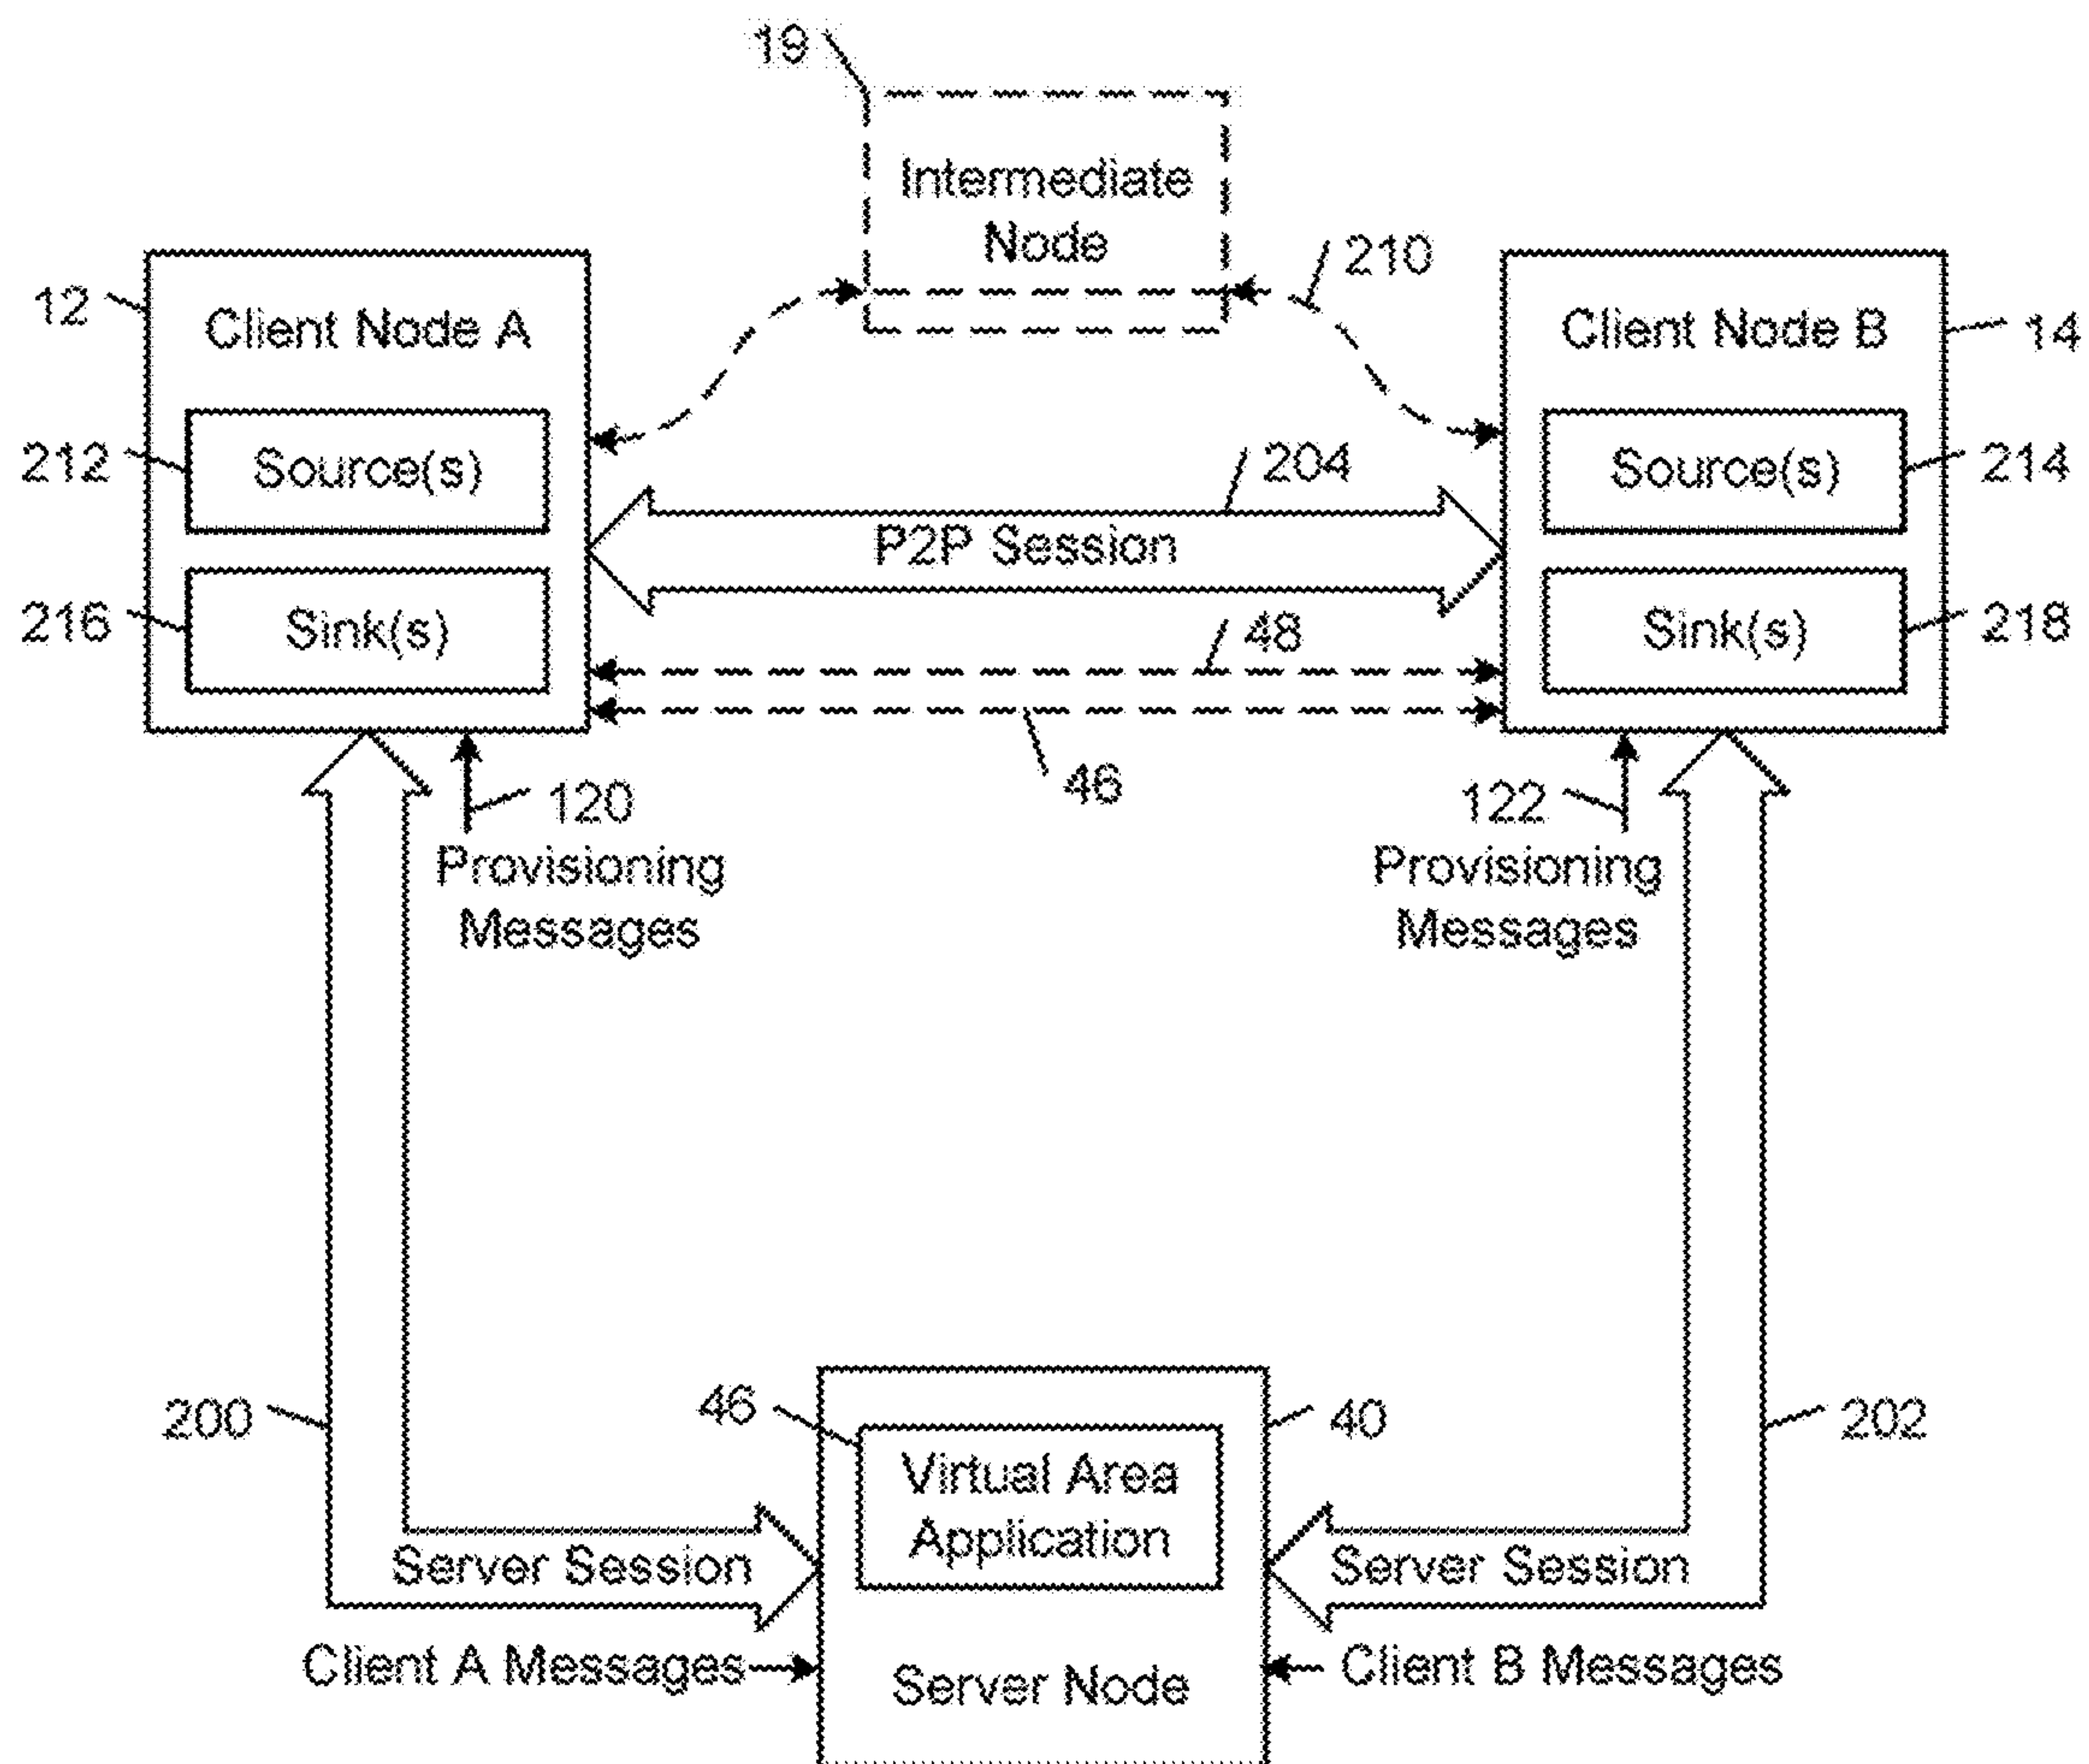 19
Intermediate
Node
210
12
Client Node A
Client Node B
14
212
Source(s)
204
Source(s)
214
P2P Session
216
Sink(s)
48
Sink(s)
218
46
120
Provisioning
Messages
122
Provisioning
Messages
200
46
Virtual Area
Application
40
202
Server Session
Server Session
Client A Messages
Server Node
Client B Messages